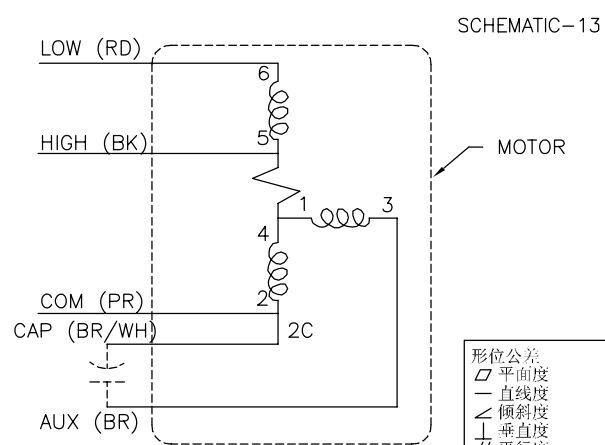 SCHEMATIC-13
LOW (RD)
6
5
HIGH (BK)
MOTOR
1
3
4
2
COM (PR)
CAP (BR/WH)
2C
AUX (BR)
形位公差
平面度
直线度
倾斜度
垂直度